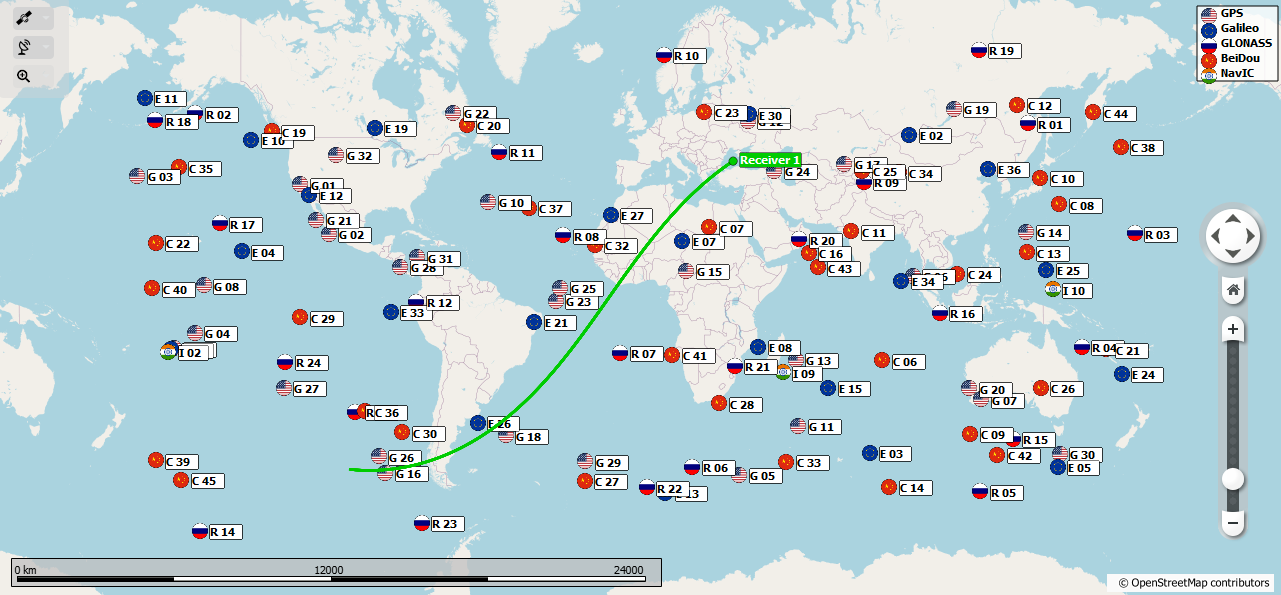 GPS
Galileo
GLONASS
BeiDou
NavIC
R 19
R 10
E 11
R 02
R 18
G 22
C 20
C 23
E 30
G 12
G 19
C 12
R 01
C 44
C 19
E 10
E 19
E 02
C 38
G 32
R 11
Receiver 1
G 24
G 17
C 25
R 09
C 34
E 36
C 10
C 35
G 03
G 01
E 12
G 10
C 37
E 27
C 08
R 17
G 21
G 02
C 07
E 07
R 20
C 11
G 14
R 03
C 22
E 04
R 08
C 32
C 16
C 43
C 13
E 25
G 31
G 28
G 15
E 34
C 24
I 10
C 40
G 08
G 25
G 23
R 12
E 33
R 16
C 29
E 21
G 04
I 02
R 24
R 07
C 41
E 08
G 13
R 21
I 09
C 06
R 04
C 21
E 24
G 27
E 15
G 20
G 07
C 26
C 36
C 28
C 30
E 26
G 18
G 11
C 09
R 15
C 39
G 26
G 16
G 29
R 06
G 05
C 33
E 03
C 42
G 30
E 05
C 45
C 27
R 22
C 14
R 05
R 14
R 23
0 km
12000
24000
© OpenStreetMap contributors